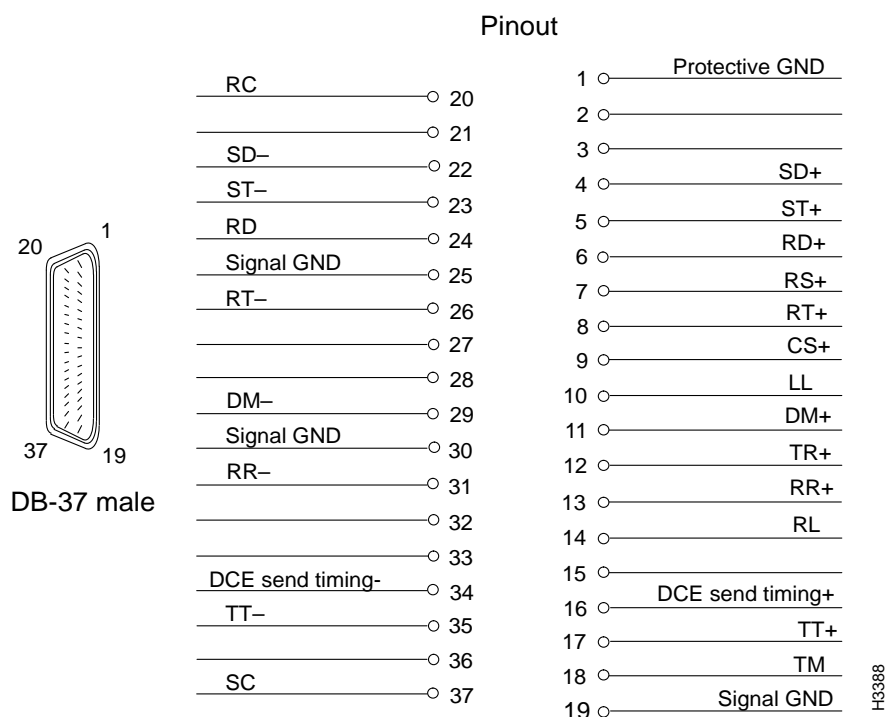 Pinout
RC 20
21
SD– 22
ST– 23
RD 24
Signal GND 25
RT– 26
27
28
DM– 29
Signal GND 30
RR– 31
32
33
DCE send timing- 34
TT– 35
36
SC 37
1 Protective GND
2
3
4 SD+
5 ST+
6 RD+
7 RS+
8 RT+
9 CS+
10 LL
11 DM+
12 TR+
13 RR+
14 RL
15
16 DCE send timing+
17 TT+
18 TM
19 Signal GND
20 1
37 19
DB-37 male
H3388